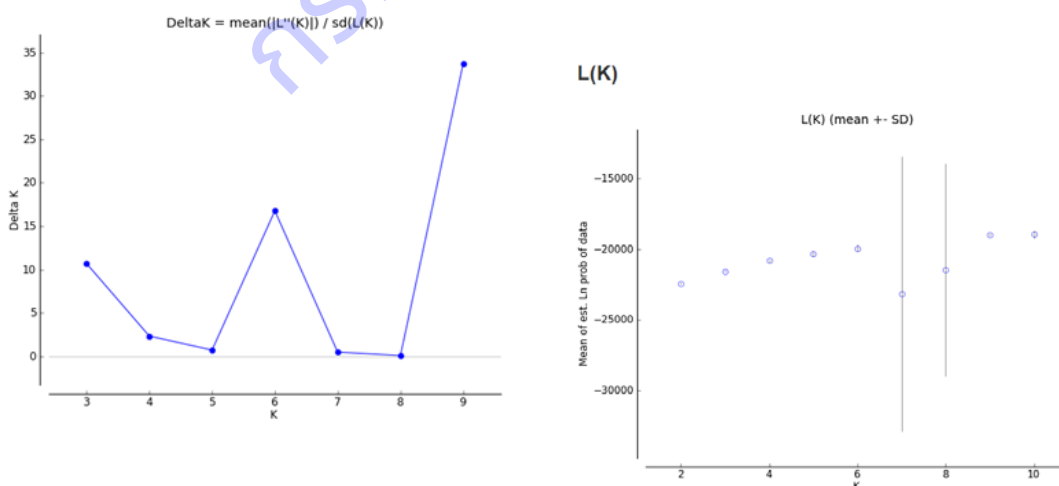 DeltaK = mean(|L''(K)|) / sd(L(K))
35
30
25
20
15
10
5
0
Delta K
3 4 5 6 7 8 9
K
L(K)
L(K) (mean +- SD)
−15000
−20000
−25000
−30000
Mean of est. Ln prob of data
2 4 6 8 10
K